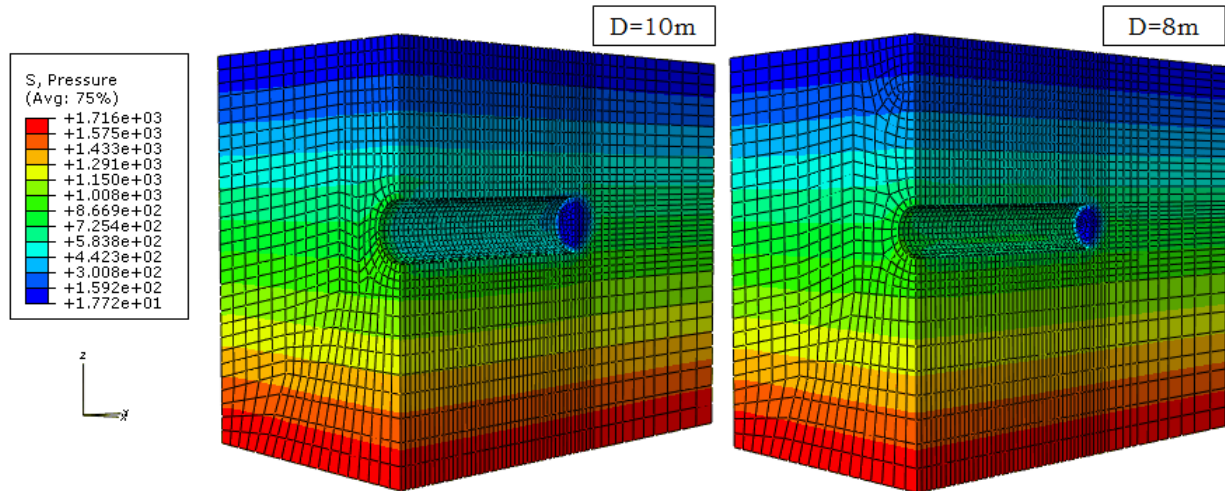 D=10m
D=8m
S, Pressure
(Avg: 75%)
+1.716e+03
+1.575e+03
+1.433e+03
+1.291e+03
+1.150e+03
+1.008e+03
+8.669e+02
+7.254e+02
+5.838e+02
+4.423e+02
+3.008e+02
+1.592e+02
+1.772e+01
z